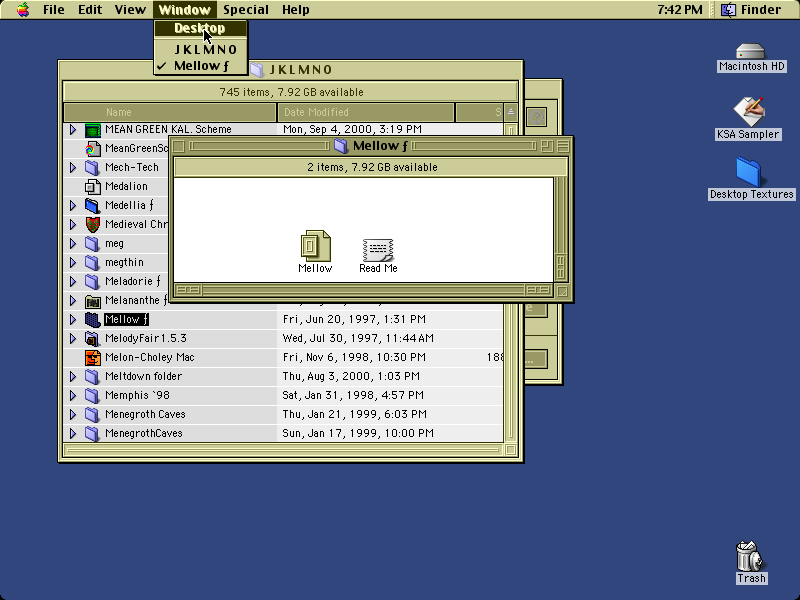 File Edit View Window Special Help 7:42 PM Finder
Desktop
J K L M N O
✓ Mellow ƒ
J K L M N O
745 items, 7.92 GB available
Name Date Modified S
MEAN GREEN KAL. Scheme Mon, Sep 4, 2000, 3:19 PM
MeanGreenSc
Mech-Tech
Medalion
Medellia ƒ
Medieval Chr
meg
megthin
Meladorie ƒ
Melananthe ƒ
Mellow ƒ Fri, Jun 20, 1997, 1:31 PM
MelodyFair 1.5.3 Wed, Jul 30, 1997, 11:44 AM
Melon-Choley Mac Fri, Nov 6, 1998, 10:30 PM 188
Meltdown folder Thu, Aug 3, 2000, 1:03 PM
Memphis `98 Sat, Jan 31, 1998, 4:57 PM
Menegroth Caves Thu, Jan 21, 1999, 6:03 PM
MenegrothCaves Sun, Jan 17, 1999, 10:00 PM
Mellow ƒ
2 items, 7.92 GB available
Mellow Read Me
Macintosh HD
KSA Sampler
Desktop Textures
Trash